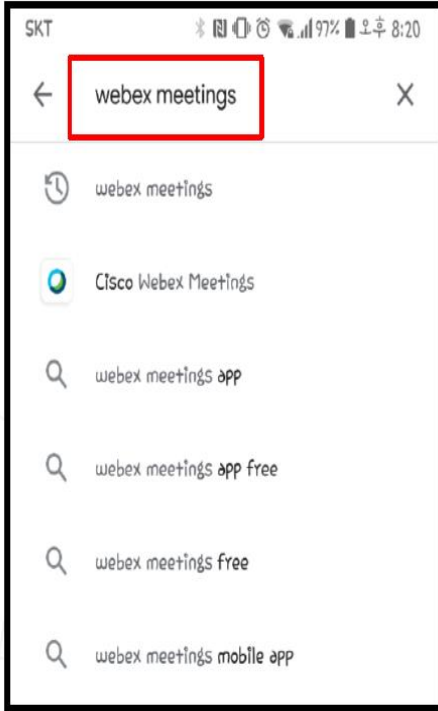 SKT 97% 오후 8:20
webex meetings
webex meetings
Cisco Webex Meetings
webex meetings app
webex meetings app free
webex meetings free
webex meetings mobile app